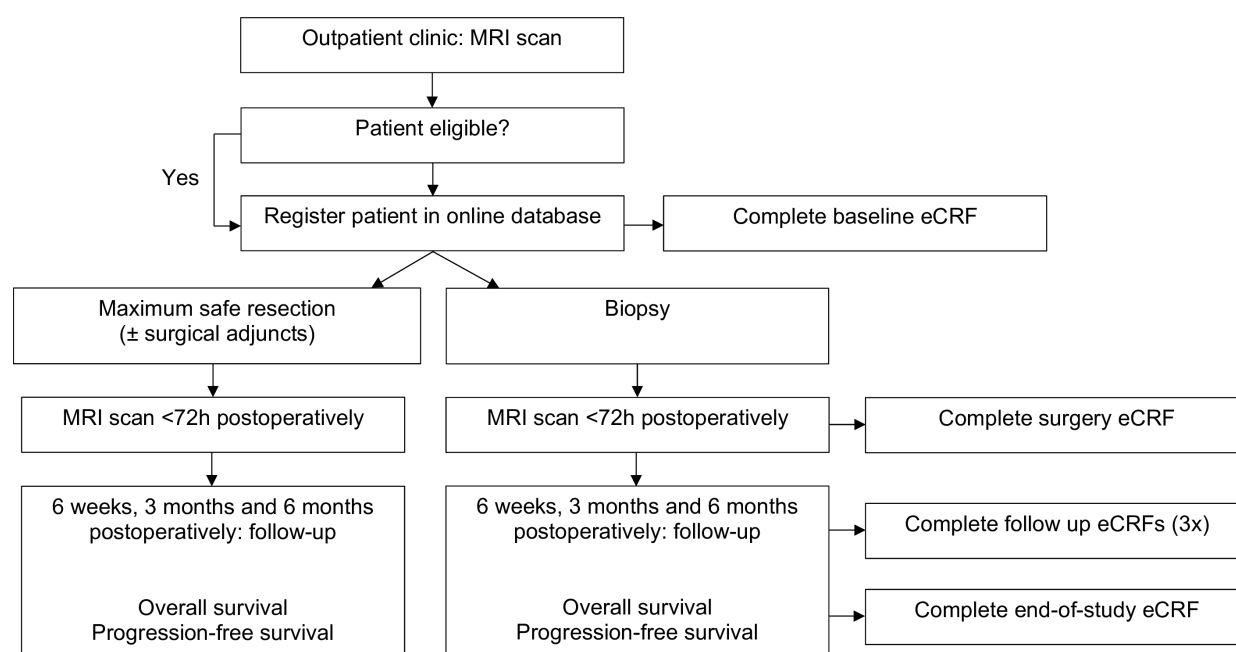 Outpatient clinic: MRI scan
Patient eligible?
Yes
Register patient in online database
Complete baseline eCRF
Maximum safe resection
(± surgical adjuncts)
Biopsy
MRI scan <72h postoperatively
MRI scan <72h postoperatively
Complete surgery eCRF
6 weeks, 3 months and 6 months
postoperatively: follow-up
Overall survival
Progression-free survival
6 weeks, 3 months and 6 months
postoperatively: follow-up
Overall survival
Progression-free survival
Complete follow up eCRFs (3x)
Complete end-of-study eCRF